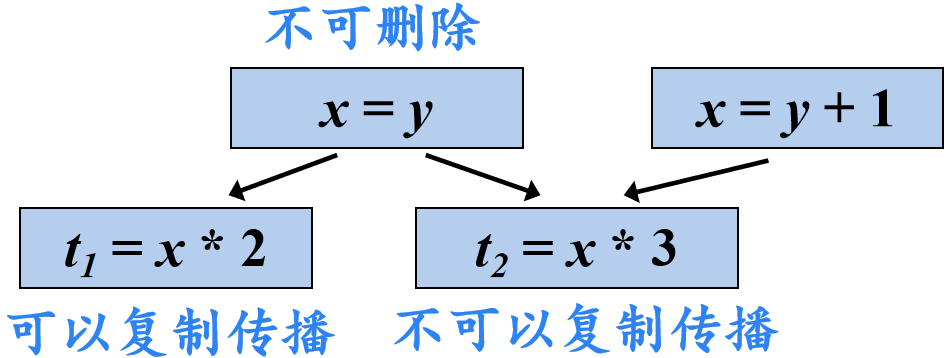 不可删除
x = y
x = y + 1
t₁ = x * 2
t₂ = x * 3
可以复制传播
不可以复制传播